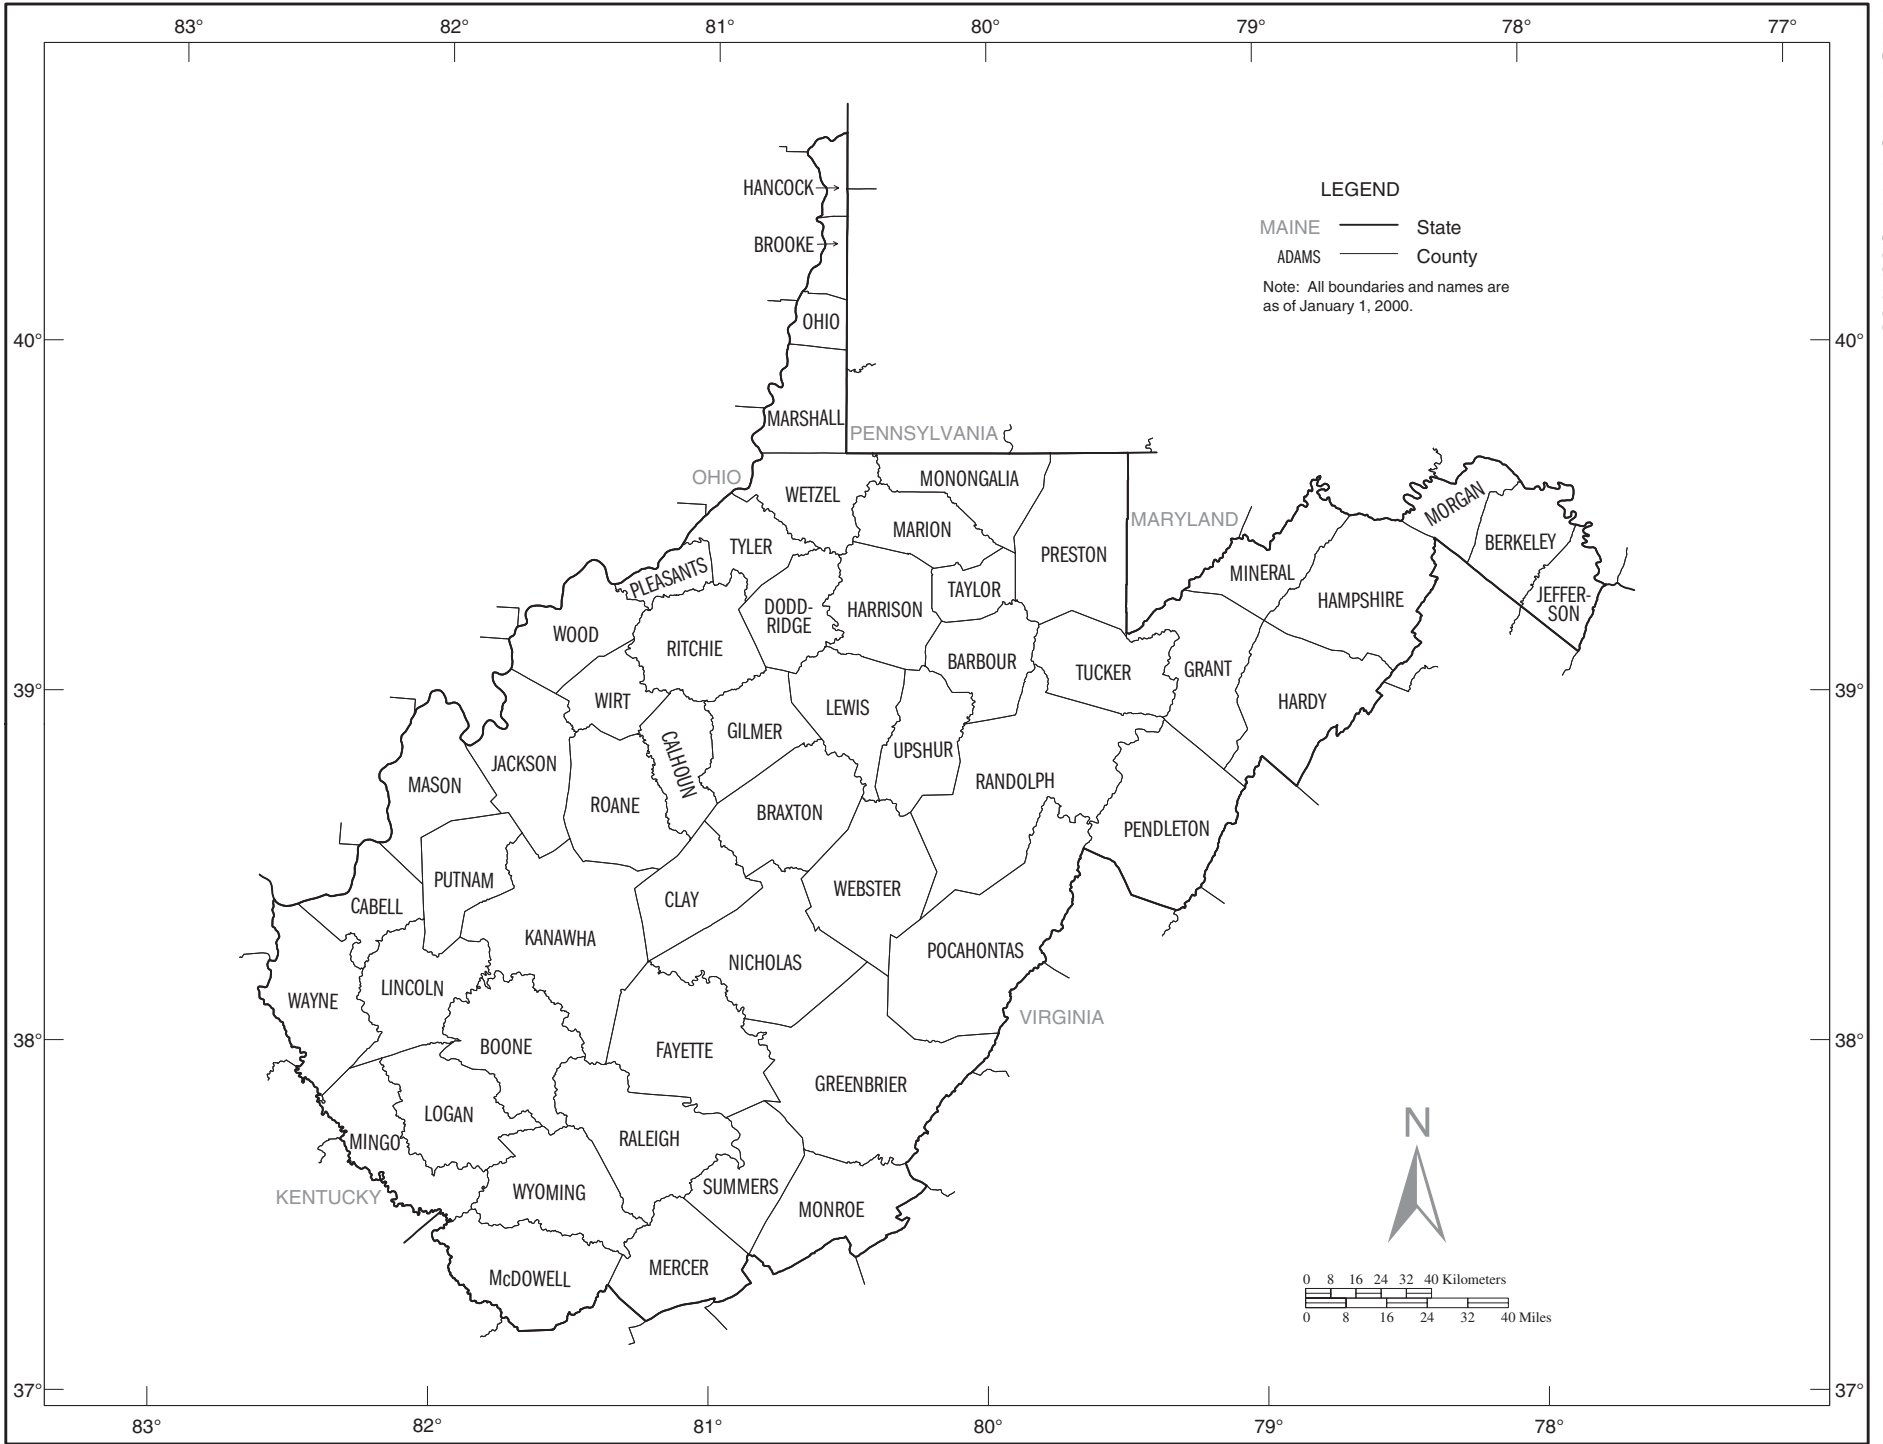 83° 82° 81° 80° 79° 78° 77°
HANCOCK
LEGEND
MAINE State
BROOKE
ADAMS County
Note: All boundaries and names are
as of January 1, 2000.
OHIO
40° 40°
MARSHALL
PENNSYLVANIA
OHIO
MONONGALIA
WETZEL
MORGAN
MARYLAND
MARION
BERKELEY
TYLER
PRESTON
MINERAL
PLEASANTS
TAYLOR
HAMPSHIRE
JEFFER-
SON
DODD-
RIDGE
HARRISON
WOOD
RITCHIE
BARBOUR
TUCKER
GRANT
39° 39°
WIRT
HARDY
LEWIS
GILMER
UPSHUR
CALHOUN
JACKSON
RANDOLPH
MASON
ROANE
BRAXTON
PENDLETON
PUTNAM
WEBSTER
CLAY
CABELL
KANAWHA
POCAHONTAS
NICHOLAS
LINCOLN
WAYNE
VIRGINIA
38° 38°
BOONE
FAYETTE
GREENBRIER
LOGAN
N
RALEIGH
MINGO
SUMMERS
WYOMING
KENTUCKY
MONROE
MERCER
McDOWELL
0 8 16 24 32 40 Kilometers
0 8 16 24 32 40 Miles
37° 37°
83° 82° 81° 80° 79° 78°